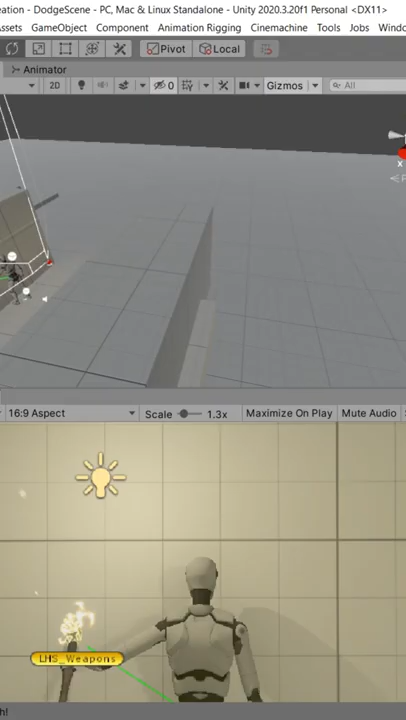 eation - DodgeScene - PC, Mac & Linux Standalone - Unity 2020.3.20f1 Personal <DX11>
Assets GameObject Component Animation Rigging Cinemachine Tools Jobs Windo
Pivot Local
Animator
2D 0 Gizmos All
x
16:9 Aspect Scale 1.3x Maximize On Play Mute Audio
LHS_Weapons
h!